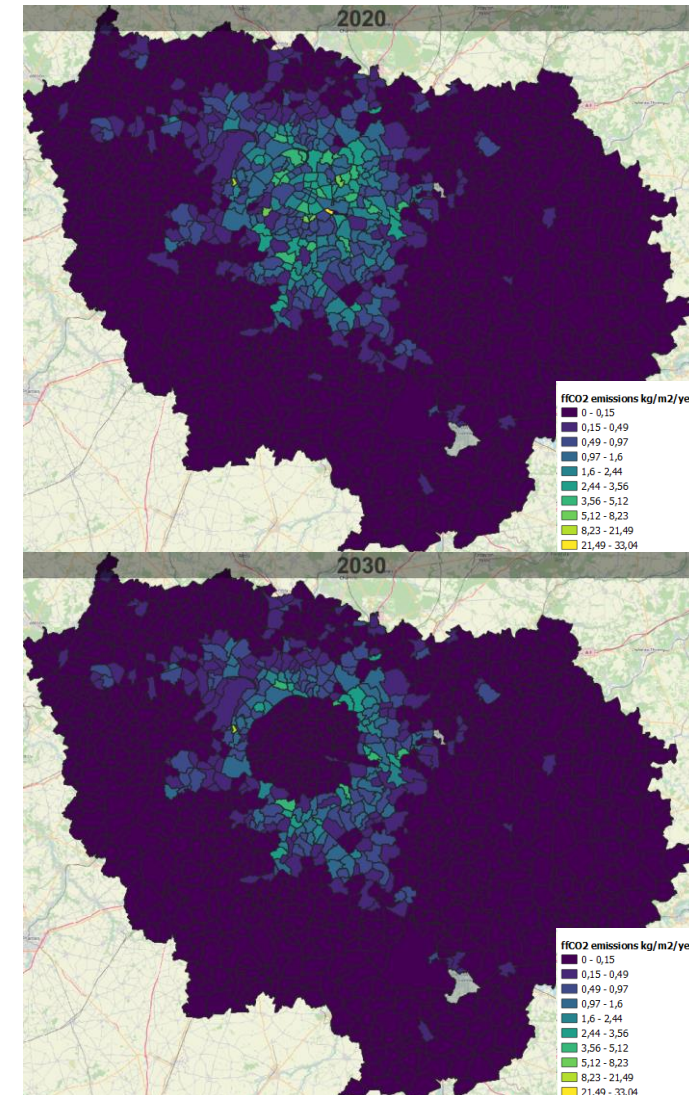 2020
ffCO2 emissions kg/m2/ye
0 - 0,15
0,15 - 0,49
0,49 - 0,97
0,97 - 1,6
1,6 - 2,44
2,44 - 3,56
3,56 - 5,12
5,12 - 8,23
8,23 - 21,49
21,49 - 33,04
2030
ffCO2 emissions kg/m2/ye
0 - 0,15
0,15 - 0,49
0,49 - 0,97
0,97 - 1,6
1,6 - 2,44
2,44 - 3,56
3,56 - 5,12
5,12 - 8,23
8,23 - 21,49
21,49 - 33,04